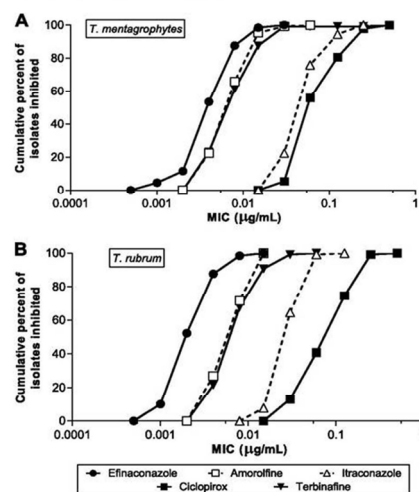 A
T. mentagrophytes
Cumulative percent of
isolates inhibited
100
80
60
40
20
0
0.0001
0.001
0.01
0.1
1
MIC (µg/mL)
B
T. rubrum
Cumulative percent of
isolates inhibited
100
80
60
40
20
0
0.0001
0.001
0.01
0.1
1
MIC (µg/mL)
Efinaconazole Amorolfine Itraconazole
Ciclopirox Terbinafine